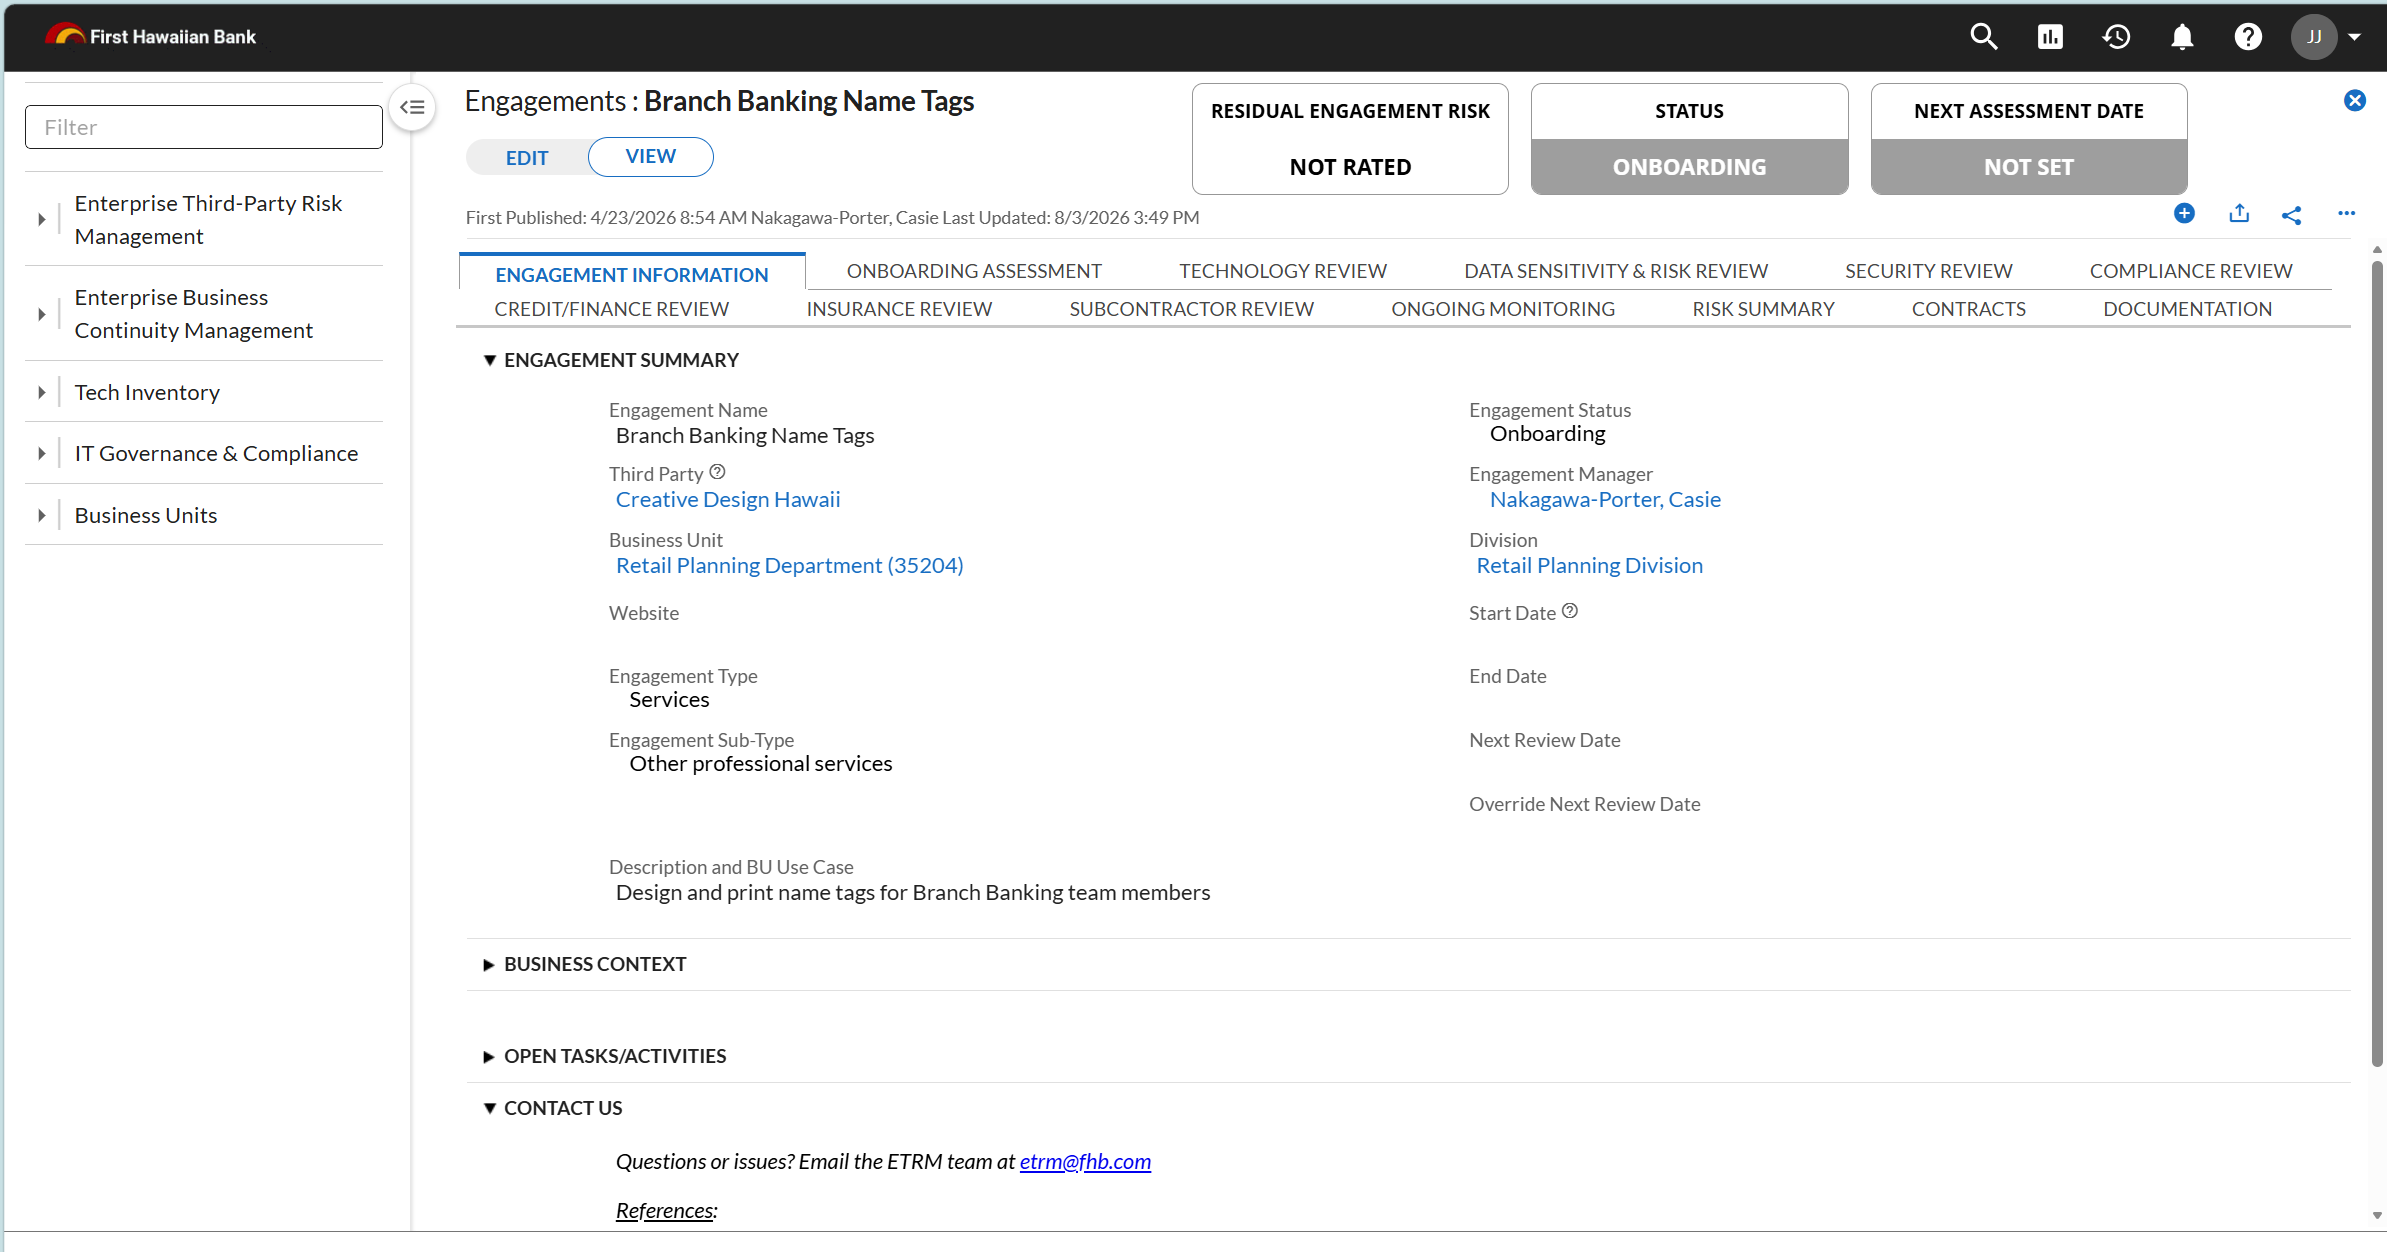 First Hawaiian Bank
JJ
Filter
Enterprise Third-Party Risk
Management
Enterprise Business
Continuity Management
Tech Inventory
IT Governance & Compliance
Business Units
Engagements : Branch Banking Name Tags
EDIT
VIEW
RESIDUAL ENGAGEMENT RISK
NOT RATED
STATUS
ONBOARDING
NEXT ASSESSMENT DATE
NOT SET
First Published: 4/23/2026 8:54 AM Nakagawa-Porter, Casie Last Updated: 8/3/2026 3:49 PM
ENGAGEMENT INFORMATION
ONBOARDING ASSESSMENT
TECHNOLOGY REVIEW
DATA SENSITIVITY & RISK REVIEW
SECURITY REVIEW
COMPLIANCE REVIEW
CREDIT/FINANCE REVIEW
INSURANCE REVIEW
SUBCONTRACTOR REVIEW
ONGOING MONITORING
RISK SUMMARY
CONTRACTS
DOCUMENTATION
ENGAGEMENT SUMMARY
Engagement Name
Branch Banking Name Tags
Engagement Status
Onboarding
Third Party
Creative Design Hawaii
Engagement Manager
Nakagawa-Porter, Casie
Business Unit
Retail Planning Department (35204)
Division
Retail Planning Division
Website
Start Date
Engagement Type
Services
End Date
Engagement Sub-Type
Other professional services
Next Review Date
Override Next Review Date
Description and BU Use Case
Design and print name tags for Branch Banking team members
BUSINESS CONTEXT
OPEN TASKS/ACTIVITIES
CONTACT US
Questions or issues? Email the ETRM team at etrm@fhb.com
References: